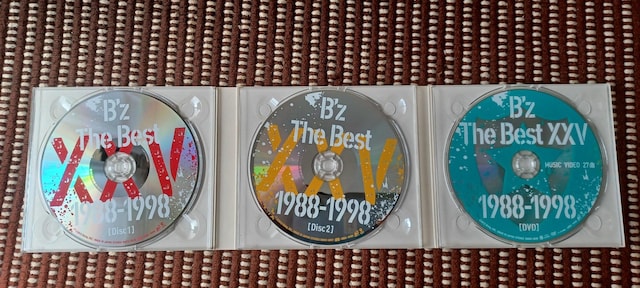 B'z
The Best
XXV
1988-1998
[Disc1]
B'z
The Best
XXV
1988-1998
[Disc2]
B'z
The Best XXV
MUSIC VIDEO 27曲
1988-1998
[DVD]